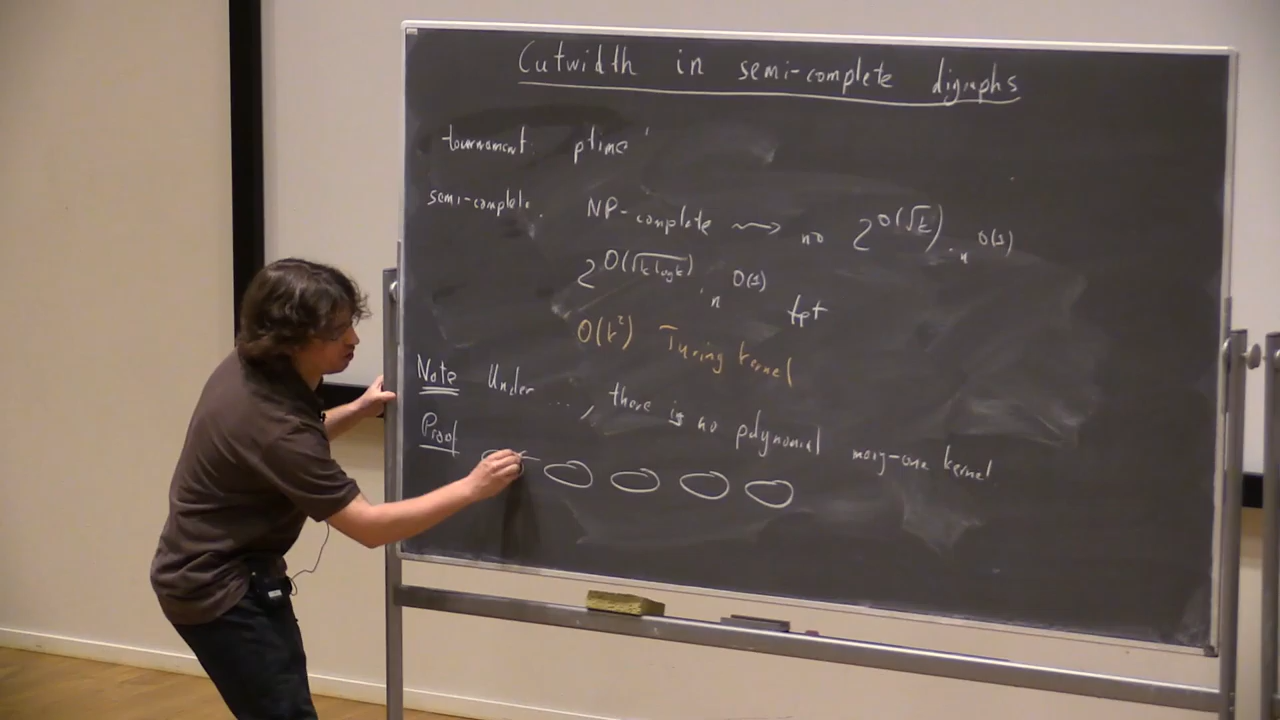 Cutwidth in semi-complete digraphs
tournament: ptime
semi-complete. NP-complete ⇝ no 2^{O(√k)} · n^{O(1)}
2^{O(√(k log k))} · n^{O(1)} fpt
O(k²) Turing kernel
Note Under ..., there is no polynomial many-one kernel
Proof